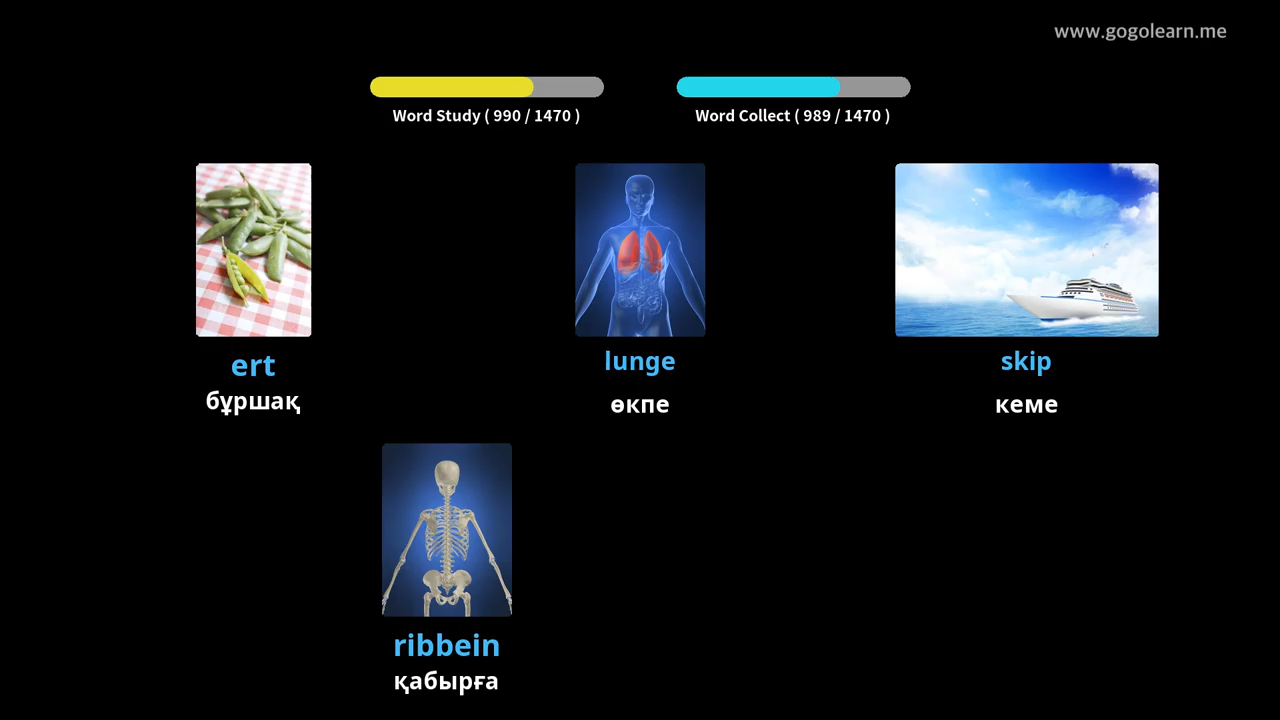 www.gogolearn.me
Word Study ( 990 / 1470 )
Word Collect ( 989 / 1470 )
ert
бұршақ
lunge
өкпе
skip
кеме
ribbein
қабырға